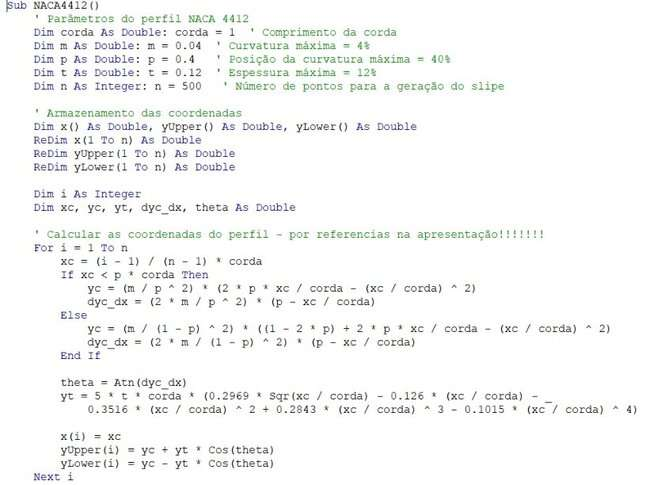 Sub NACA4412()
' Parâmetros do perfil NACA 4412
Dim corda As Double: corda = 1 ' Comprimento da corda
Dim m As Double: m = 0.04 ' Curvatura máxima = 4%
Dim p As Double: p = 0.4 ' Posição da curvatura máxima = 40%
Dim t As Double: t = 0.12 ' Espessura máxima = 12%
Dim n As Integer: n = 500 ' Número de pontos para a geração do slipe
' Armazenamento das coordenadas
Dim x() As Double, yUpper() As Double, yLower() As Double
ReDim x(1 To n) As Double
ReDim yUpper(1 To n) As Double
ReDim yLower(1 To n) As Double
Dim i As Integer
Dim xc, yc, yt, dyc_dx, theta As Double
' Calcular as coordenadas do perfil - por referencias na apresentação!!!!!!!
For i = 1 To n
xc = (i - 1) / (n - 1) * corda
If xc < p * corda Then
yc = (m / p ^ 2) * (2 * p * xc / corda - (xc / corda) ^ 2)
dyc_dx = (2 * m / p ^ 2) * (p - xc / corda)
Else
yc = (m / (1 - p) ^ 2) * ((1 - 2 * p) + 2 * p * xc / corda - (xc / corda) ^ 2)
dyc_dx = (2 * m / (1 - p) ^ 2) * (p - xc / corda)
End If
theta = Atn(dyc_dx)
yt = 5 * t * corda * (0.2969 * Sqr(xc / corda) - 0.126 * (xc / corda) - _
0.3516 * (xc / corda) ^ 2 + 0.2843 * (xc / corda) ^ 3 - 0.1015 * (xc / corda) ^ 4)
x(i) = xc
yUpper(i) = yc + yt * Cos(theta)
yLower(i) = yc - yt * Cos(theta)
Next i